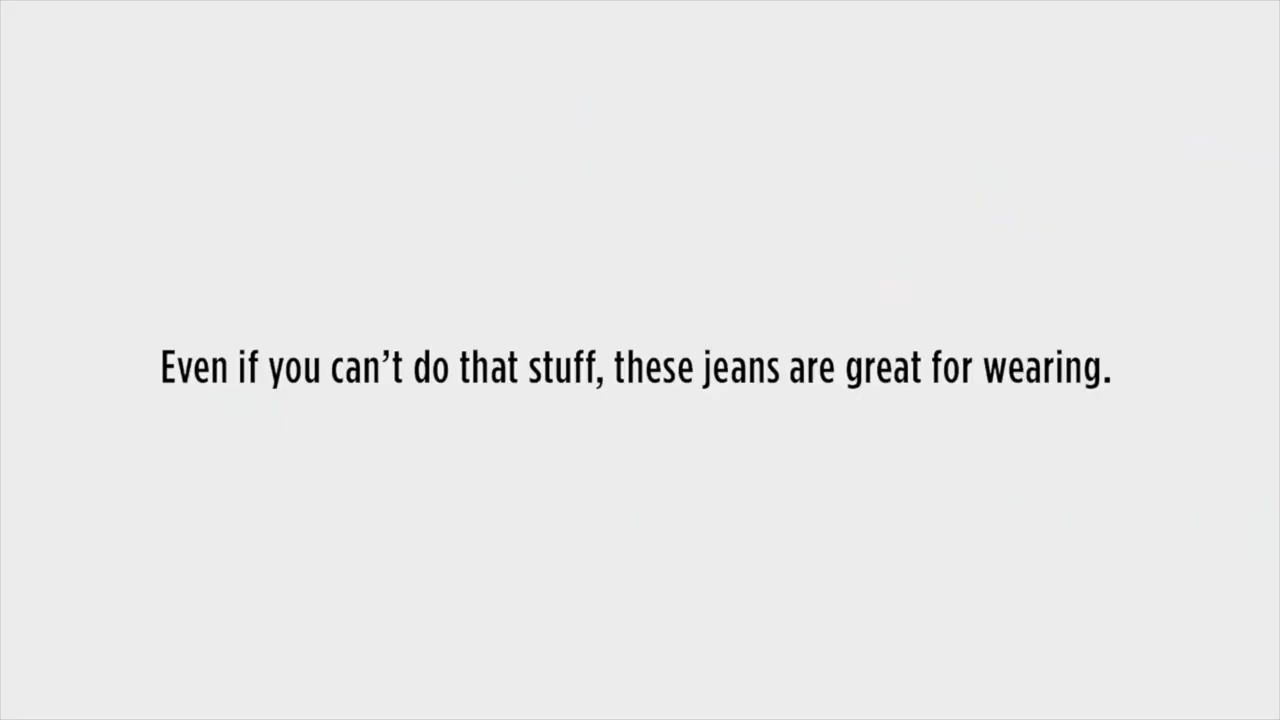 Even if you can’t do that stuff, these jeans are great for wearing.